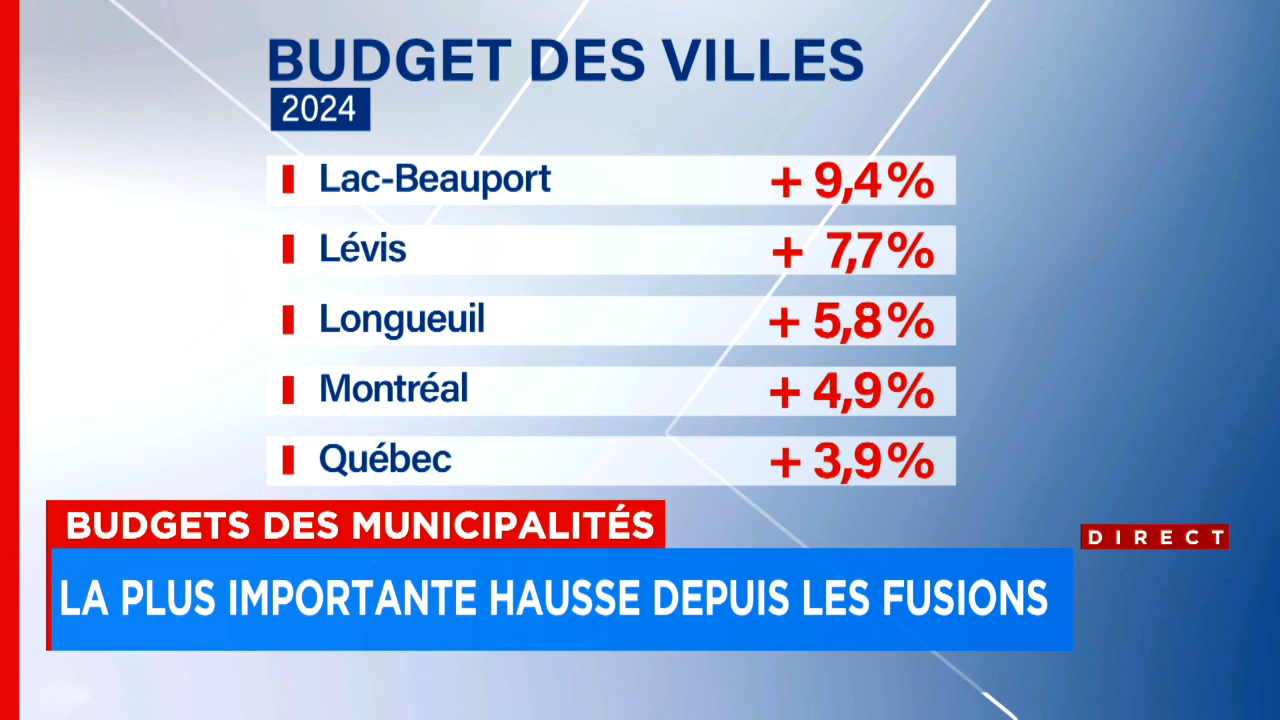 BUDGET DES VILLES
2024
Lac-Beauport + 9,4%
Lévis + 7,7%
Longueuil + 5,8%
Montréal + 4,9%
Québec + 3,9%
BUDGETS DES MUNICIPALITÉS
DIRECT
LA PLUS IMPORTANTE HAUSSE DEPUIS LES FUSIONS